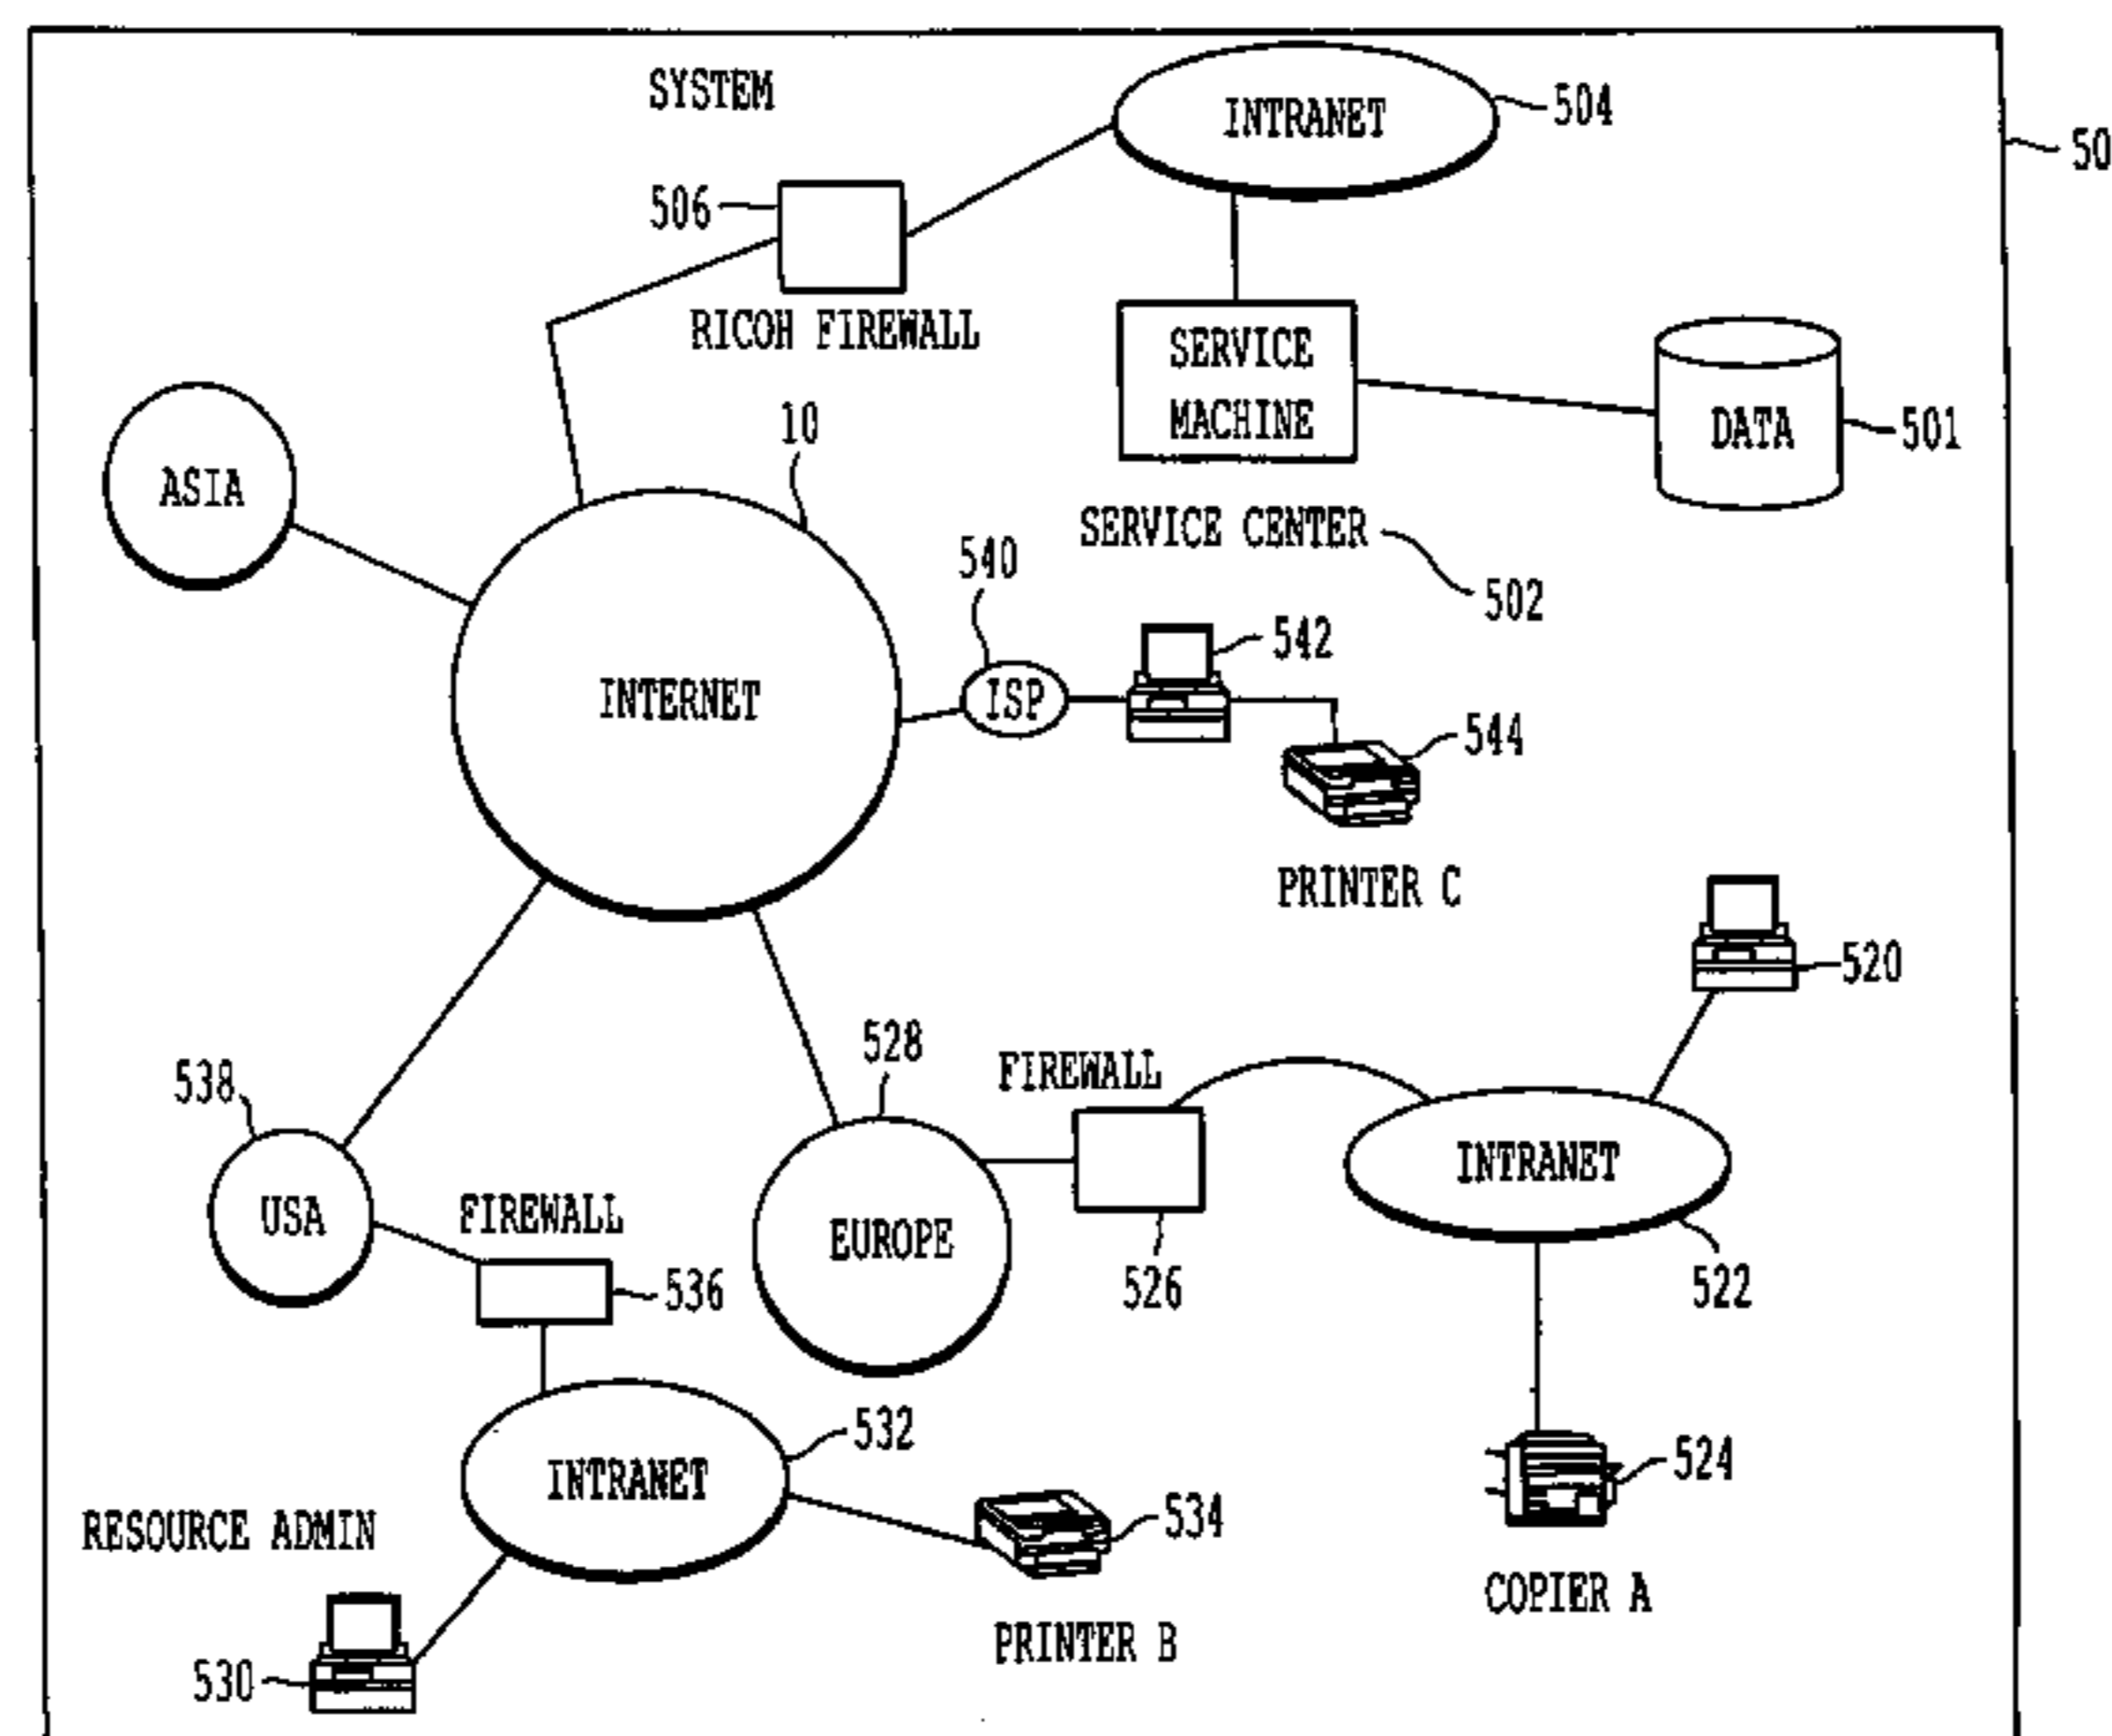 SYSTEM
INTRANET
504
50
506
RICOH FIREWALL
SERVICE
MACHINE
DATA
501
10
ASIA
SERVICE CENTER
502
540
542
INTERNET
ISP
544
PRINTER C
520
528
FIREWALL
538
INTRANET
USA
FIREWALL
EUROPE
536
526
522
532
INTRANET
524
RESOURCE ADMIN
534
COPIER A
PRINTER B
530